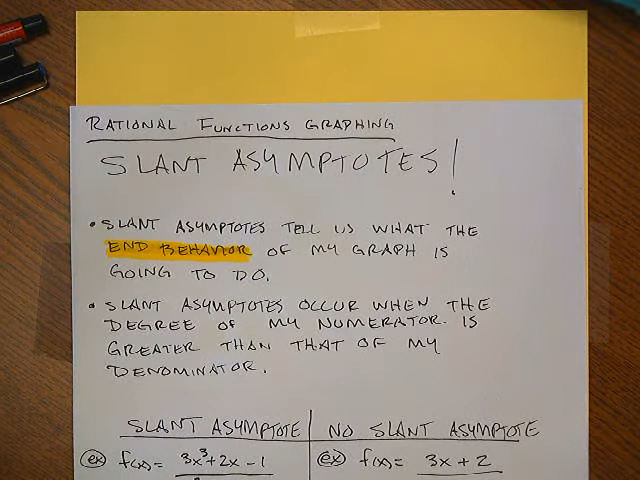 RATIONAL FUNCTIONS GRAPHING
SLANT ASYMPTOTES!
• SLANT ASYMPTOTES TELL US WHAT THE
END BEHAVIOR OF MY GRAPH IS
GOING TO DO.
• SLANT ASYMPTOTES OCCUR WHEN THE
DEGREE OF MY NUMERATOR IS
GREATER THAN THAT OF MY
DENOMINATOR.
SLANT ASYMPTOTE | NO SLANT ASYMPTOTE
ex f(x) = 3x³+2x-1 ex f(x) = 3x+2